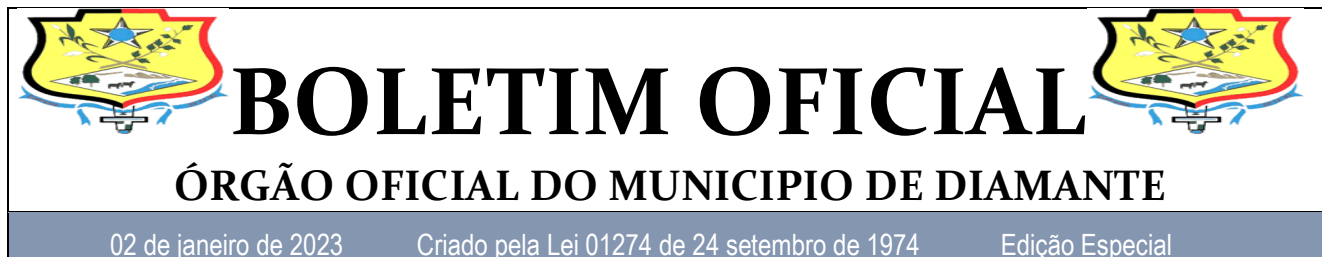 BOLETIM OFICIAL
ÓRGÃO OFICIAL DO MUNICIPIO DE DIAMANTE
02 de janeiro de 2023 Criado pela Lei 01274 de 24 setembro de 1974 Edição Especial